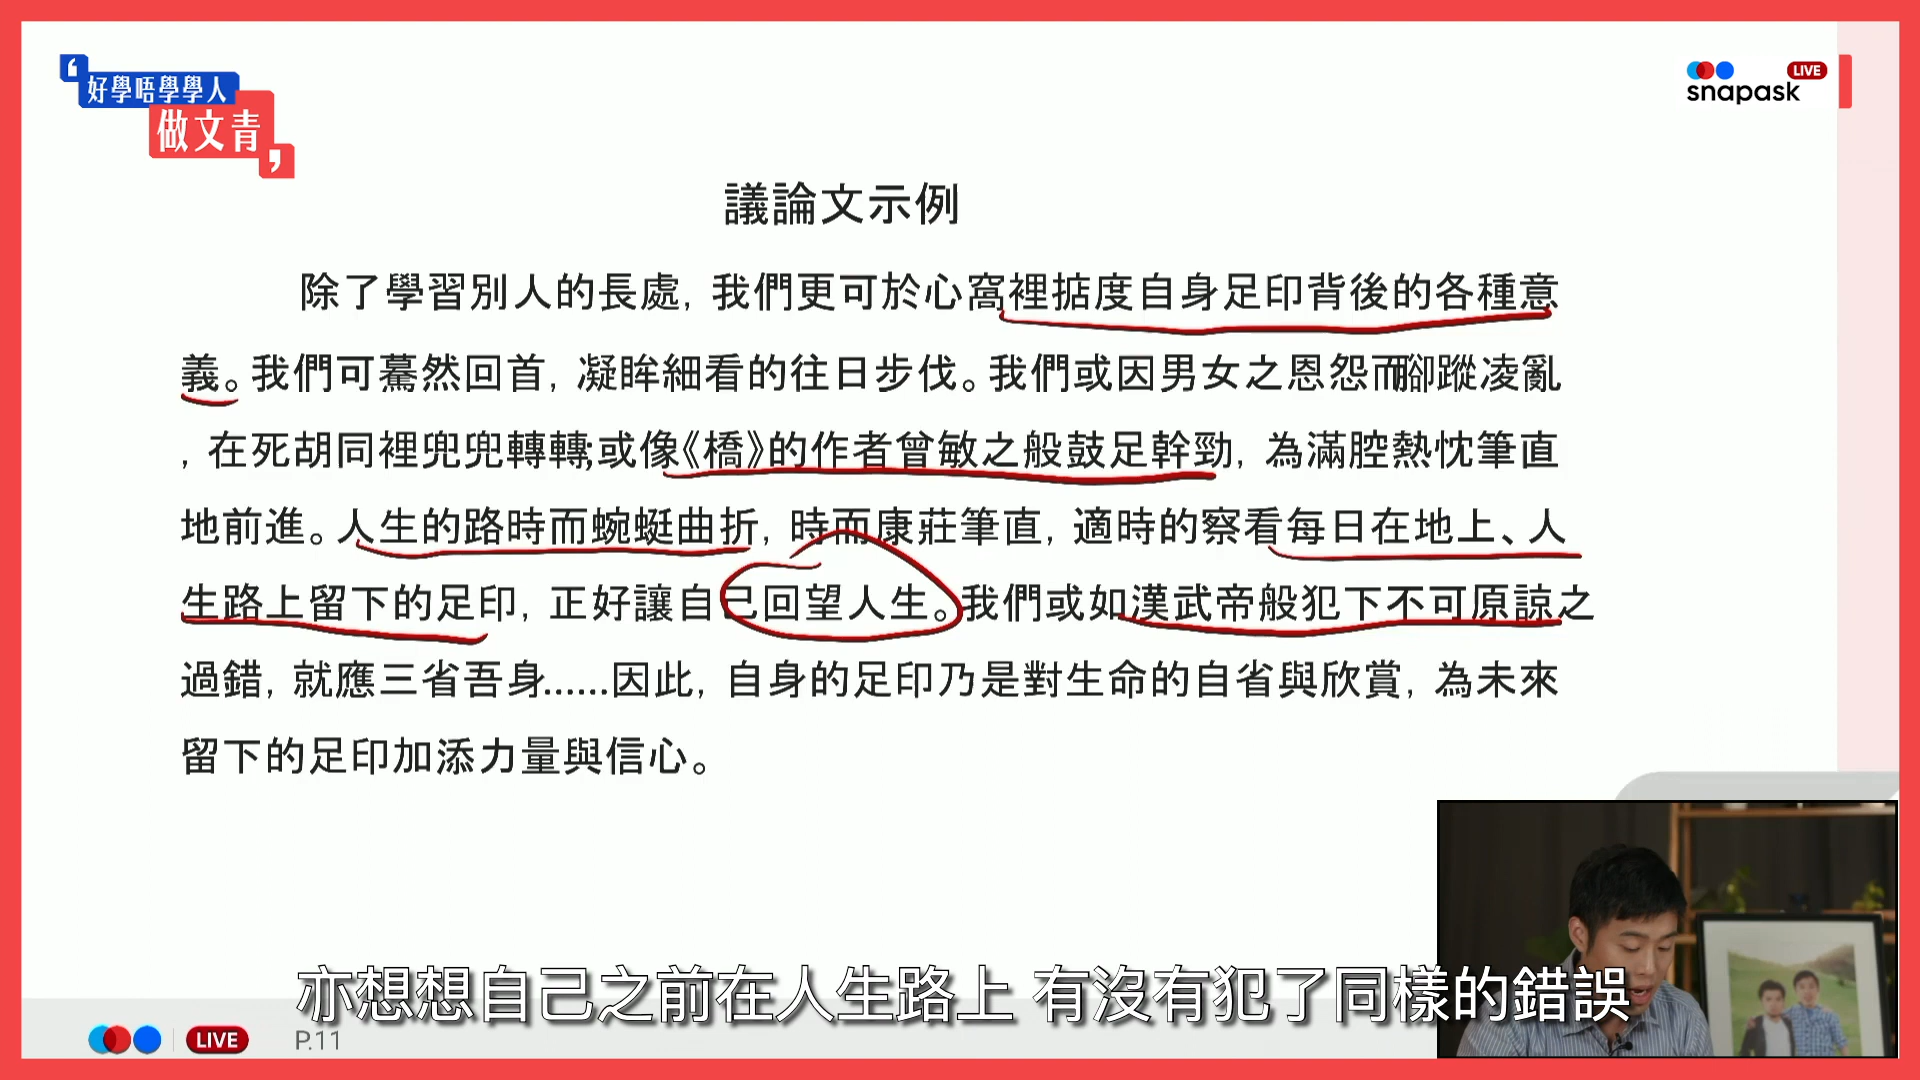 好學唔學學人
做文青
LIVE
snapask
議論文示例
除了學習別人的長處, 我們更可於心窩裡掂度自身足印背後的各種意
義。我們可驀然回首, 凝眸細看的往日步伐。我們或因男女之恩怨而腳蹤凌亂
, 在死胡同裡兜兜轉轉;或像《橋》的作者曾敏之般鼓足幹勁, 為滿腔熱忱筆直
地前進。人生的路時而蜿蜒曲折, 時而康莊筆直, 適時的察看每日在地上、人
生路上留下的足印, 正好讓自己回望人生。我們或如漢武帝般犯下不可原諒之
過錯, 就應三省吾身......因此, 自身的足印乃是對生命的自省與欣賞, 為未來
留下的足印加添力量與信心。
亦想想自己之前在人生路上 有沒有犯了同樣的錯誤
LIVE
P.11